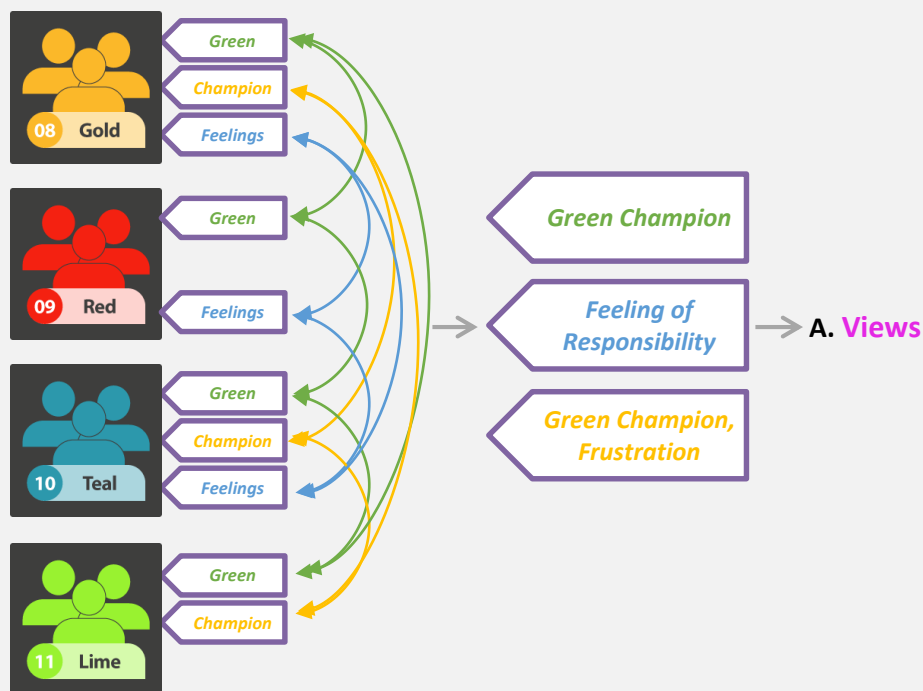 Green
Champion
Feelings
08 Gold
Green
Feelings
09 Red
Green
Champion
Feelings
10 Teal
Green
Champion
11 Lime
Green Champion
Feeling of
Responsibility
Green Champion,
Frustration
A. Views